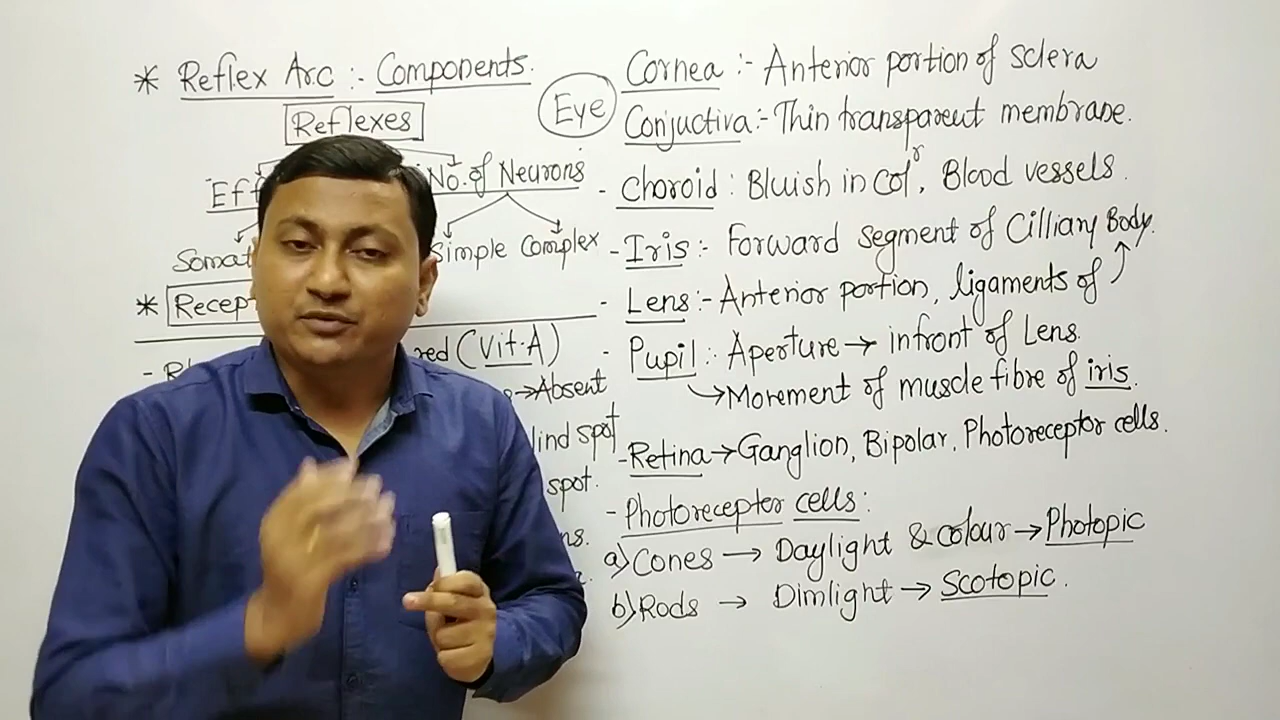 * Reflex Arc :- Components.
Reflexes
No. of Neurons
Simple Complex
(Vit.A)
→Absent
spot
spot.
Eye
Cornea :- Anterior portion of sclera
Conjuctiva :- Thin transparent membrane.
- Choroid : Bluish in colʳ, Blood vessels.
- Iris :- Forward segment of Cilliary Body.
- Lens :- Anterior portion, ligaments of
- Pupil :. Aperture → infront of Lens.
→ Movement of muscle fibre of iris.
- Retina → Ganglion, Bipolar, Photoreceptor cells.
- Photorecepter cells :
a) Cones → Daylight & colour → Photopic
b) Rods → Dimlight → Scotopic.